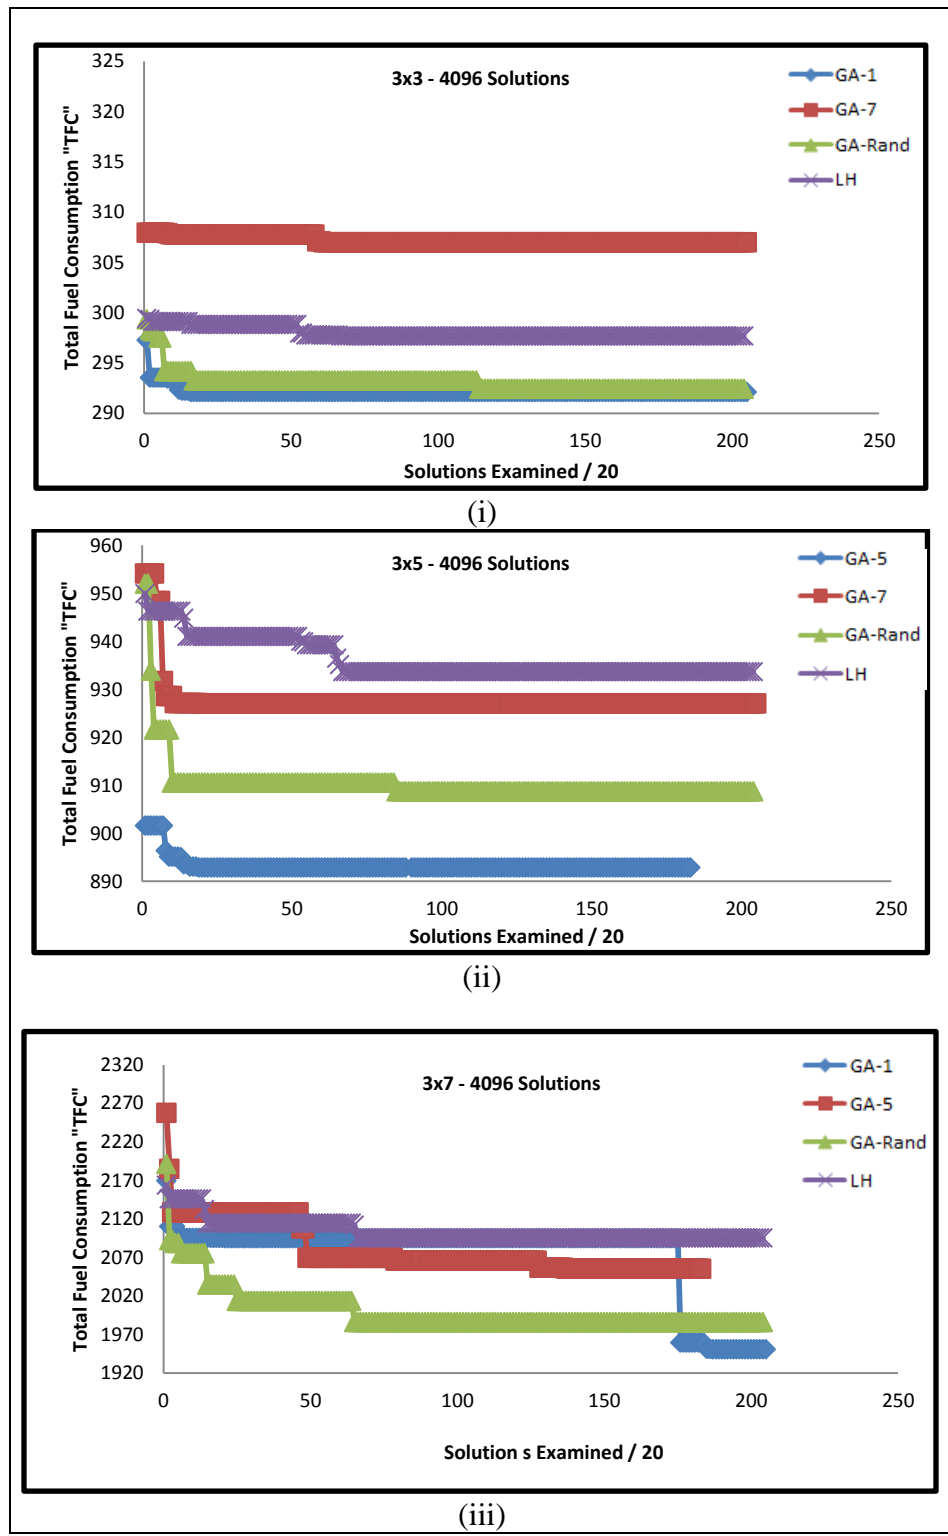 3x3 - 4096 Solutions
Total Fuel Consumption "TFC"
325
320
315
310
305
300
295
290
0 50 100 150 200 250
Solutions Examined / 20
GA-1
GA-7
GA-Rand
LH
(i)
3x5 - 4096 Solutions
Total Fuel Consumption "TFC"
960
950
940
930
920
910
900
890
0 50 100 150 200 250
Solutions Examined / 20
GA-5
GA-7
GA-Rand
LH
(ii)
3x7 - 4096 Solutions
Total Fuel Consumption "TFC"
2320
2270
2220
2170
2120
2070
2020
1970
1920
0 50 100 150 200 250
Solution s Examined / 20
GA-1
GA-5
GA-Rand
LH
(iii)